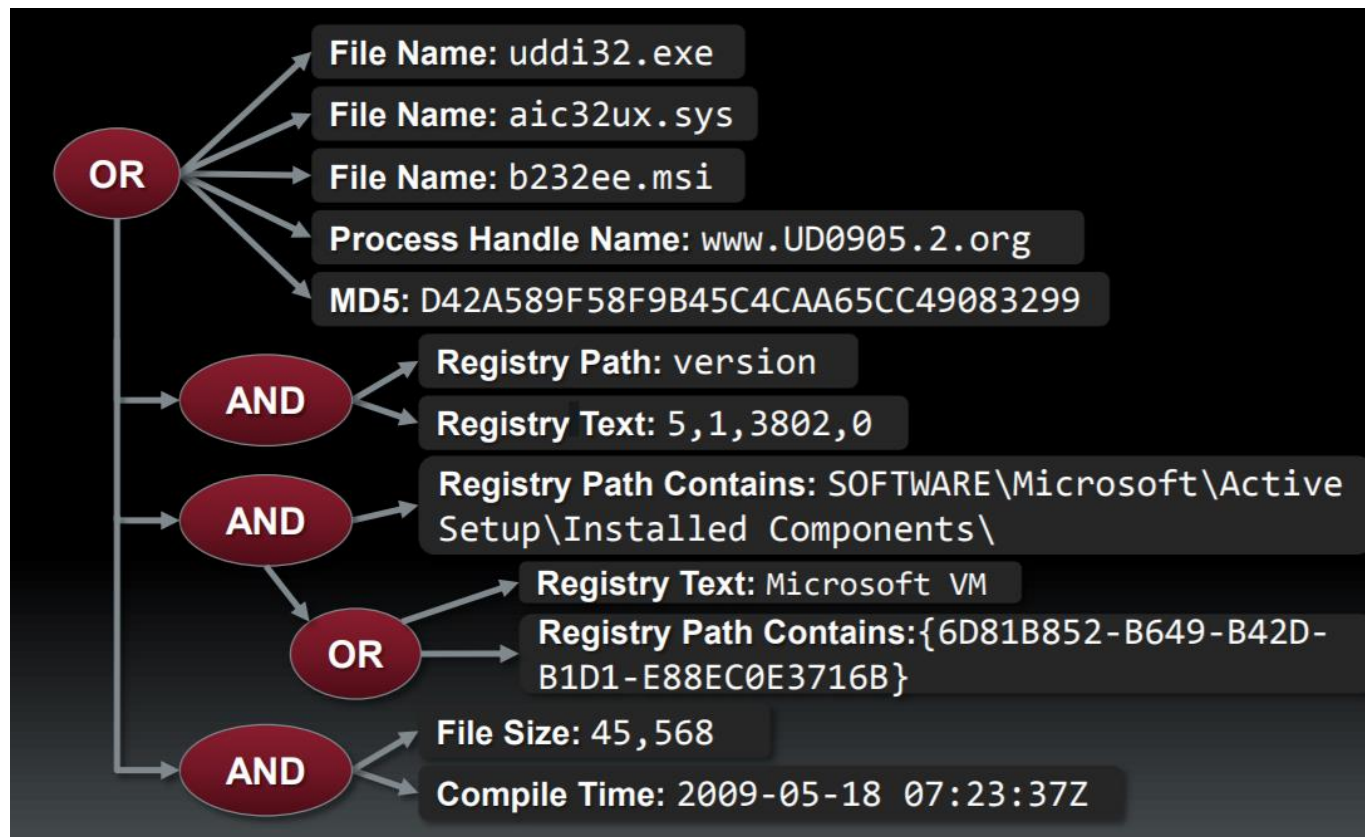 File Name: uddi32.exe
File Name: aic32ux.sys
OR
File Name: b232ee.msi
Process Handle Name: www.UD0905.2.org
MD5: D42A589F58F9B45C4CAA65CC49083299
Registry Path: version
AND
Registry Text: 5,1,3802,0
Registry Path Contains: SOFTWARE\Microsoft\Active
Setup\Installed Components\
AND
Registry Text: Microsoft VM
Registry Path Contains:{6D81B852-B649-B42D-
B1D1-E88EC0E3716B}
OR
File Size: 45,568
AND
Compile Time: 2009-05-18 07:23:37Z